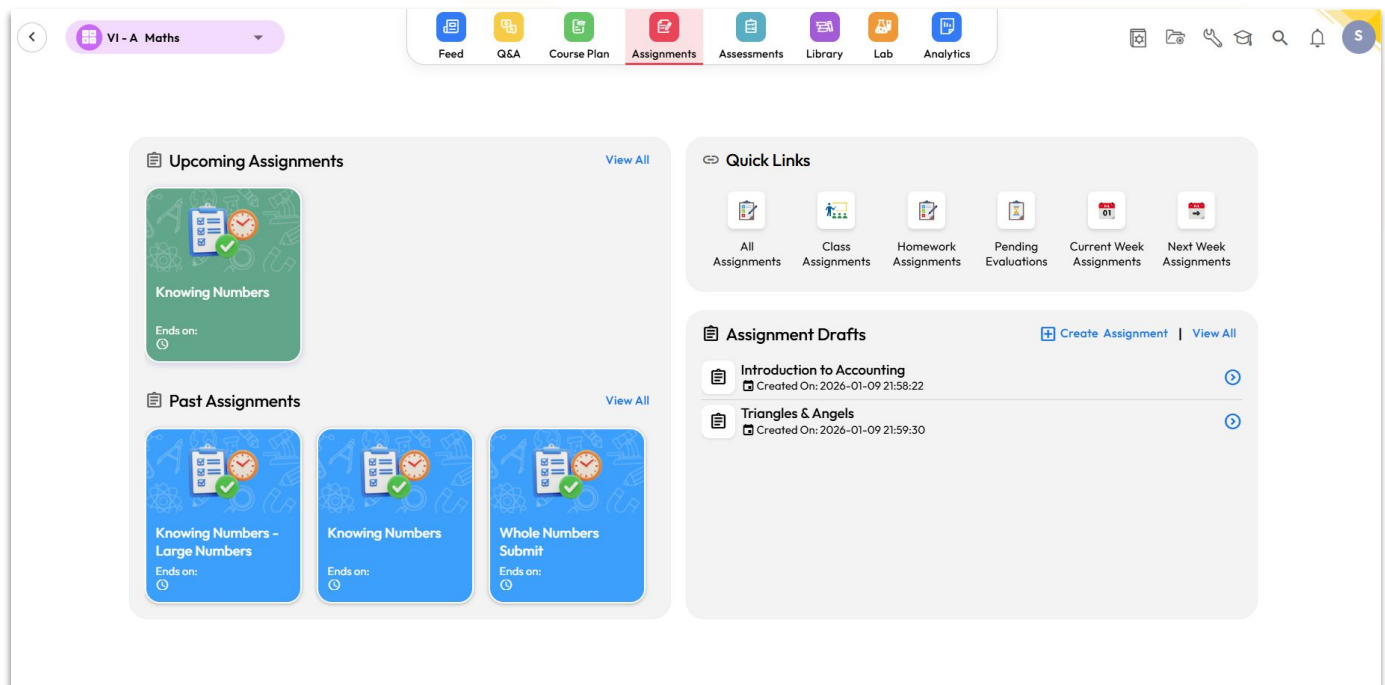 VI - A Maths
Feed
Q&A
Course Plan
Assignments
Assessments
Library
Lab
Analytics
S
Upcoming Assignments
View All
Knowing Numbers
Ends on:
Past Assignments
View All
Knowing Numbers -
Large Numbers
Ends on:
Knowing Numbers
Ends on:
Whole Numbers
Submit
Ends on:
Quick Links
All
Assignments
Class
Assignments
Homework
Assignments
Pending
Evaluations
01
Current Week
Assignments
Next Week
Assignments
Assignment Drafts
Create Assignment | View All
Introduction to Accounting
Created On: 2026-01-09 21:58:22
Triangles & Angels
Created On: 2026-01-09 21:59:30